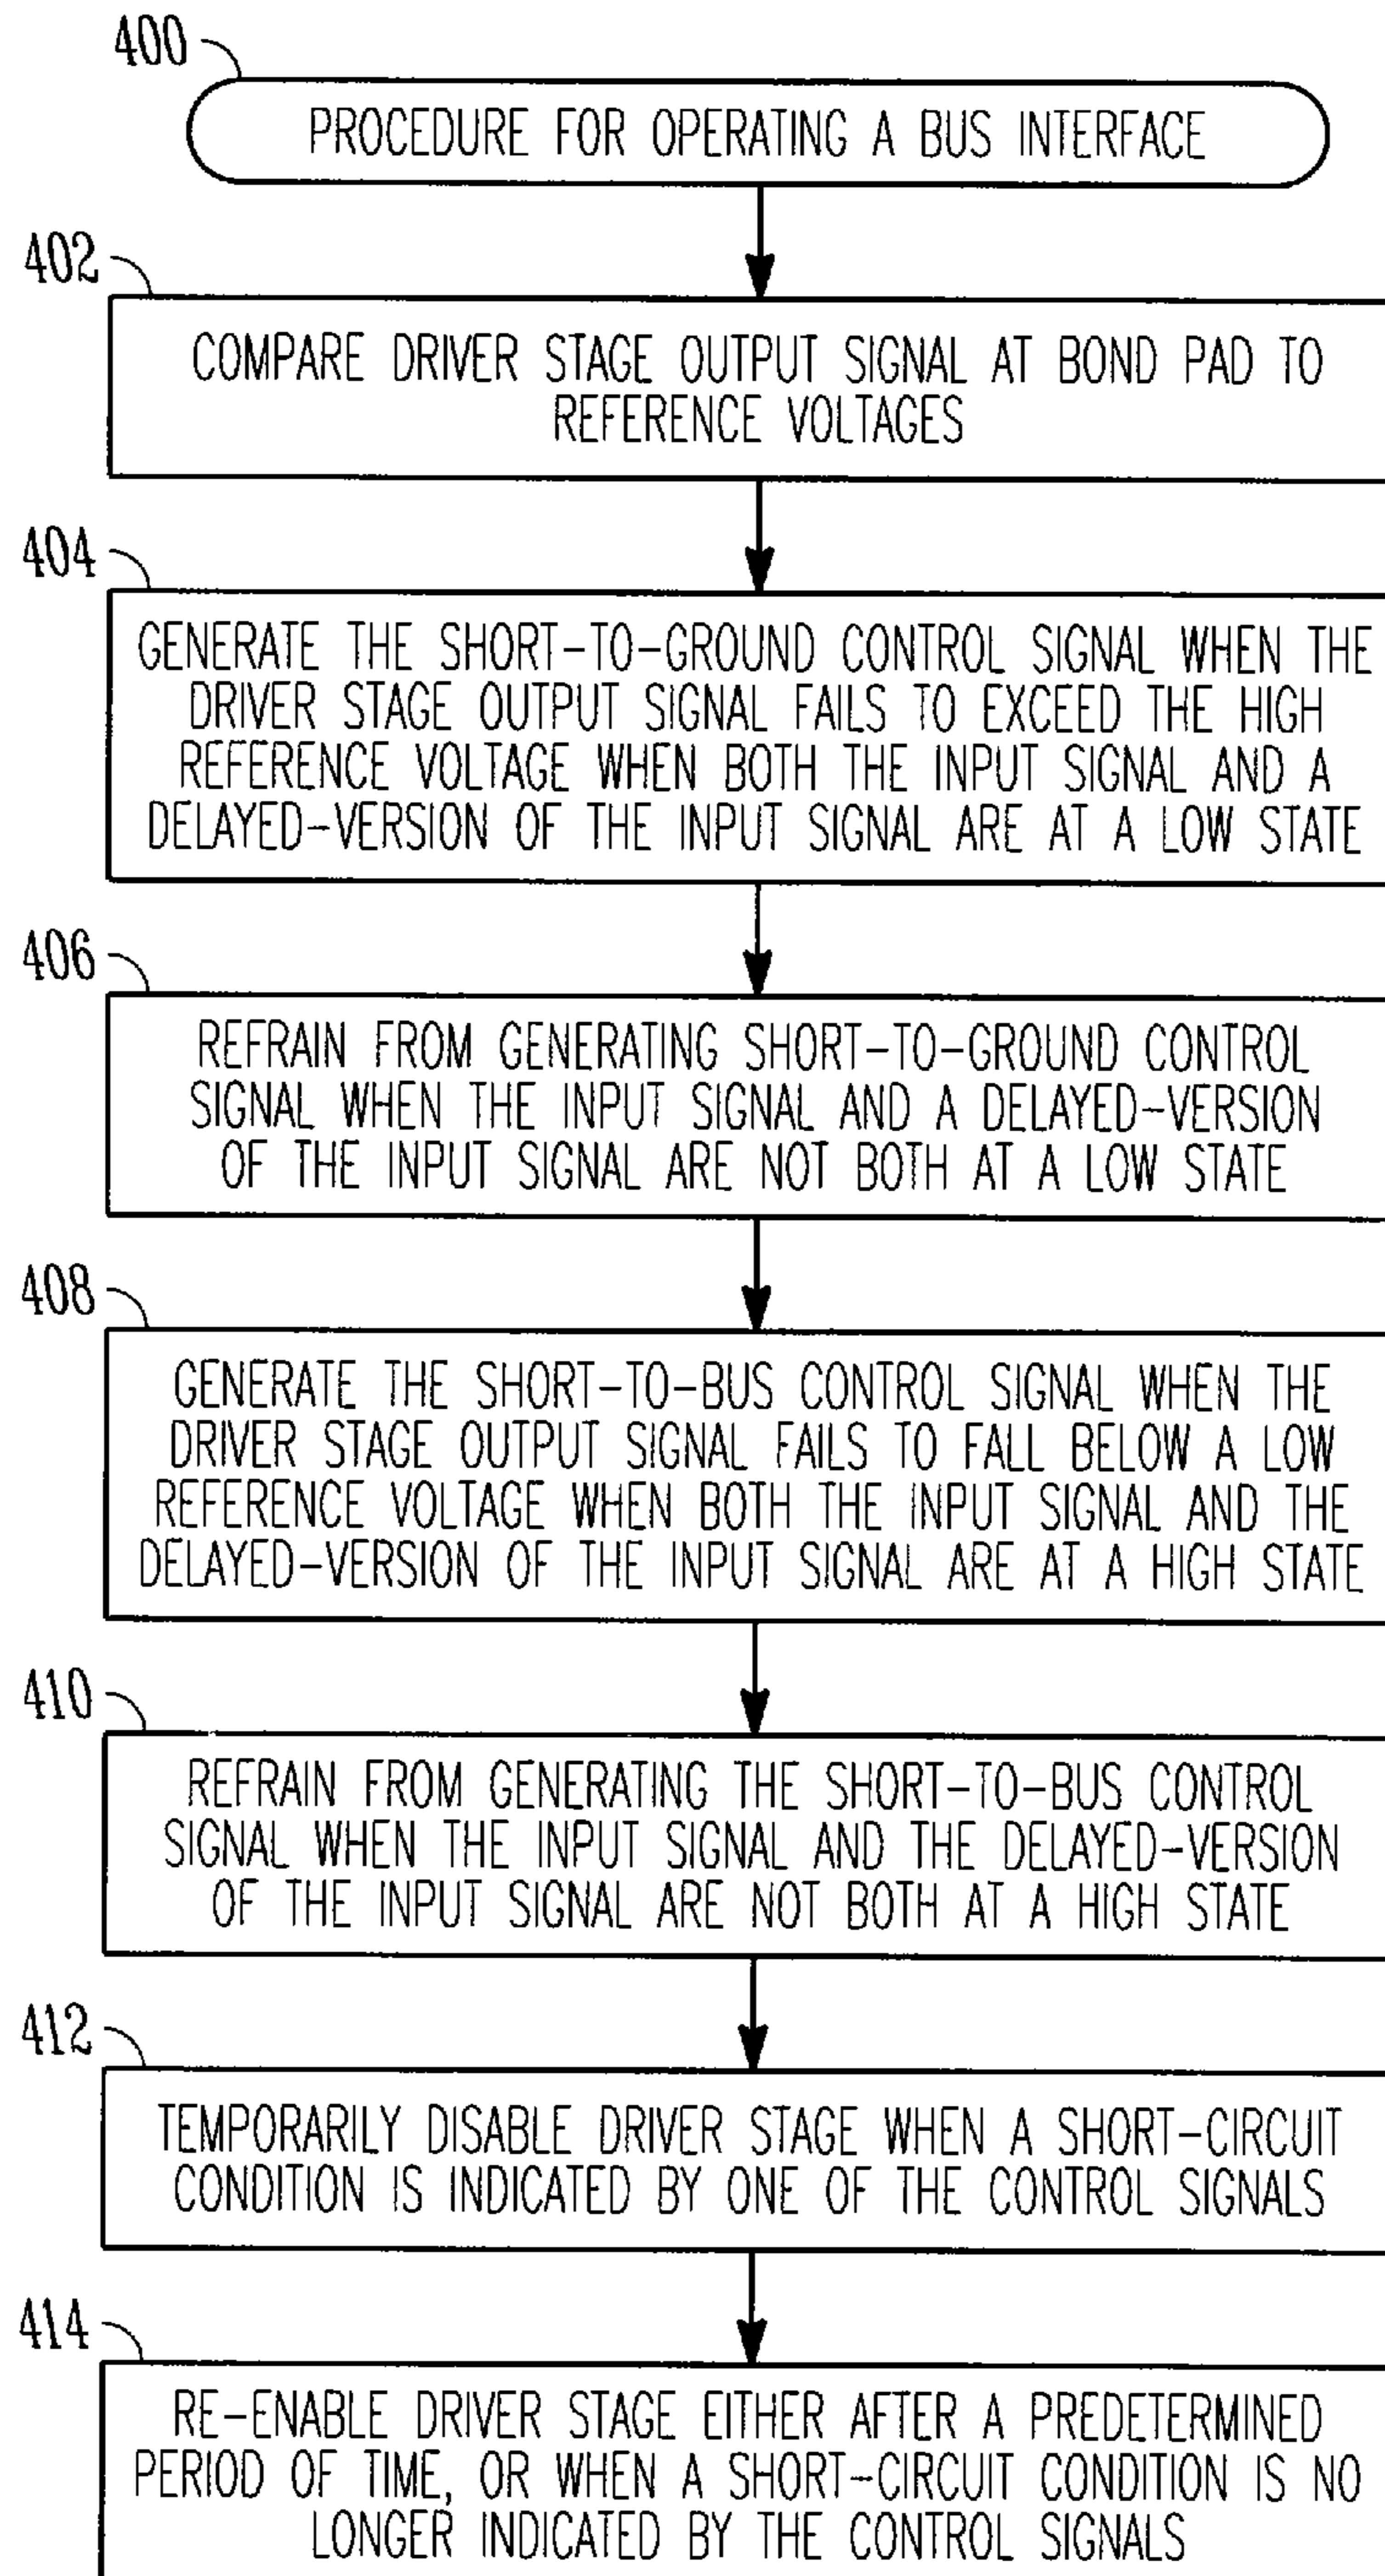 400
PROCEDURE FOR OPERATING A BUS INTERFACE
402
COMPARE DRIVER STAGE OUTPUT SIGNAL AT BOND PAD TO
REFERENCE VOLTAGES
404
GENERATE THE SHORT-TO-GROUND CONTROL SIGNAL WHEN THE
DRIVER STAGE OUTPUT SIGNAL FAILS TO EXCEED THE HIGH
REFERENCE VOLTAGE WHEN BOTH THE INPUT SIGNAL AND A
DELAYED-VERSION OF THE INPUT SIGNAL ARE AT A LOW STATE
406
REFRAIN FROM GENERATING SHORT-TO-GROUND CONTROL
SIGNAL WHEN THE INPUT SIGNAL AND A DELAYED-VERSION
OF THE INPUT SIGNAL ARE NOT BOTH AT A LOW STATE
408
GENERATE THE SHORT-TO-BUS CONTROL SIGNAL WHEN THE
DRIVER STAGE OUTPUT SIGNAL FAILS TO FALL BELOW A LOW
REFERENCE VOLTAGE WHEN BOTH THE INPUT SIGNAL AND THE
DELAYED-VERSION OF THE INPUT SIGNAL ARE AT A HIGH STATE
410
REFRAIN FROM GENERATING THE SHORT-TO-BUS CONTROL
SIGNAL WHEN THE INPUT SIGNAL AND THE DELAYED-VERSION
OF THE INPUT SIGNAL ARE NOT BOTH AT A HIGH STATE
412
TEMPORARILY DISABLE DRIVER STAGE WHEN A SHORT-CIRCUIT
CONDITION IS INDICATED BY ONE OF THE CONTROL SIGNALS
414
RE-ENABLE DRIVER STAGE EITHER AFTER A PREDETERMINED
PERIOD OF TIME, OR WHEN A SHORT-CIRCUIT CONDITION IS NO
LONGER INDICATED BY THE CONTROL SIGNALS